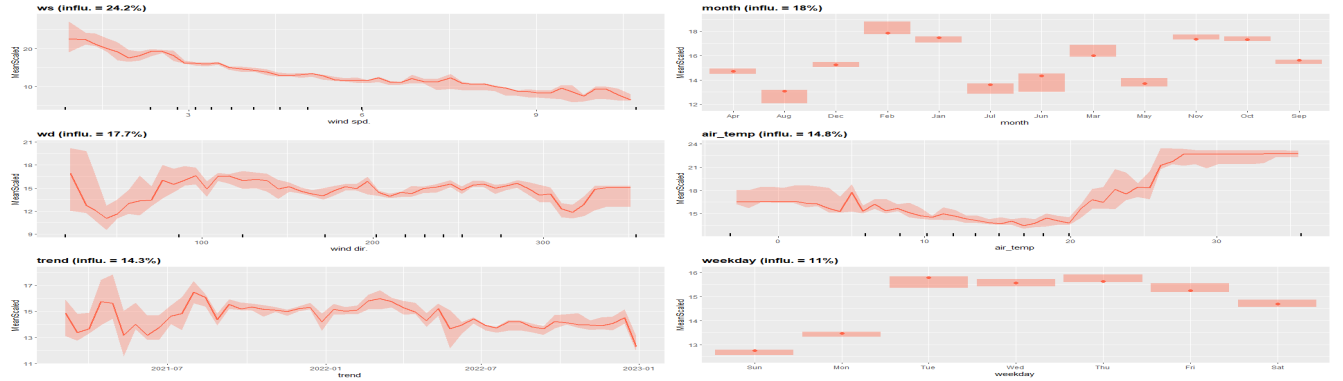 ws (influ. = 24.2%)
MeanScaled
20
10
3
6
9
wind spd.
month (influ. = 18%)
MeanScaled
18
16
14
12
Apr Aug Dec Feb Jan Jul Jun Mar May Nov Oct Sep
month
wd (influ. = 17.7%)
MeanScaled
21
18
15
12
9
100
200
300
wind dir.
air_temp (influ. = 14.8%)
MeanScaled
24
21
18
15
0
10
20
30
air_temp
trend (influ. = 14.3%)
MeanScaled
17
15
13
11
2021-07
2022-01
2022-07
2023-01
trend
weekday (influ. = 11%)
MeanScaled
16
15
14
13
Sun Mon Tue Wed Thu Fri Sat
weekday